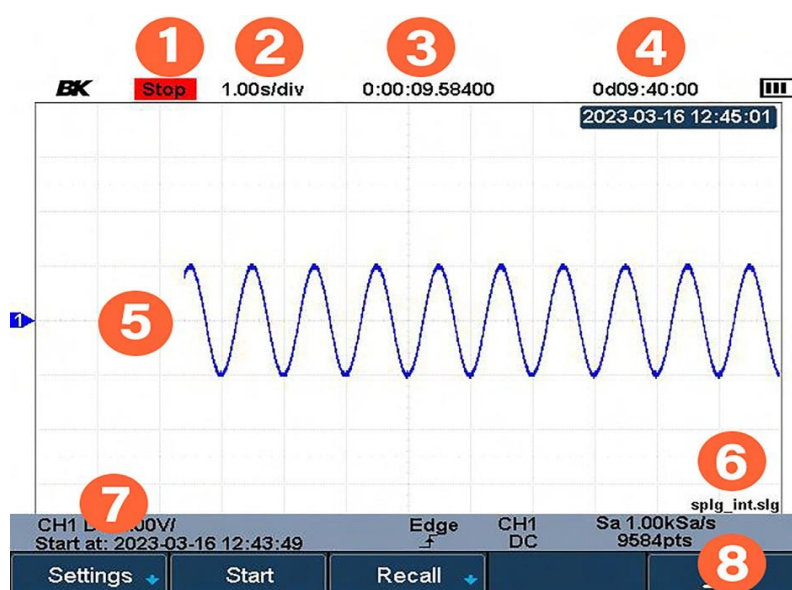 1 2 3 4
BK Stop 1.00s/div 0:00:09.58400 0d09:40:00
2023-03-16 12:45:01
1
5
6
splg_int.slg
7
CH1 .00V/ Edge CH1 Sa 1.00kSa/s
Start at: 2023-03-16 12:43:49 DC 9584pts
8
Settings Start Recall